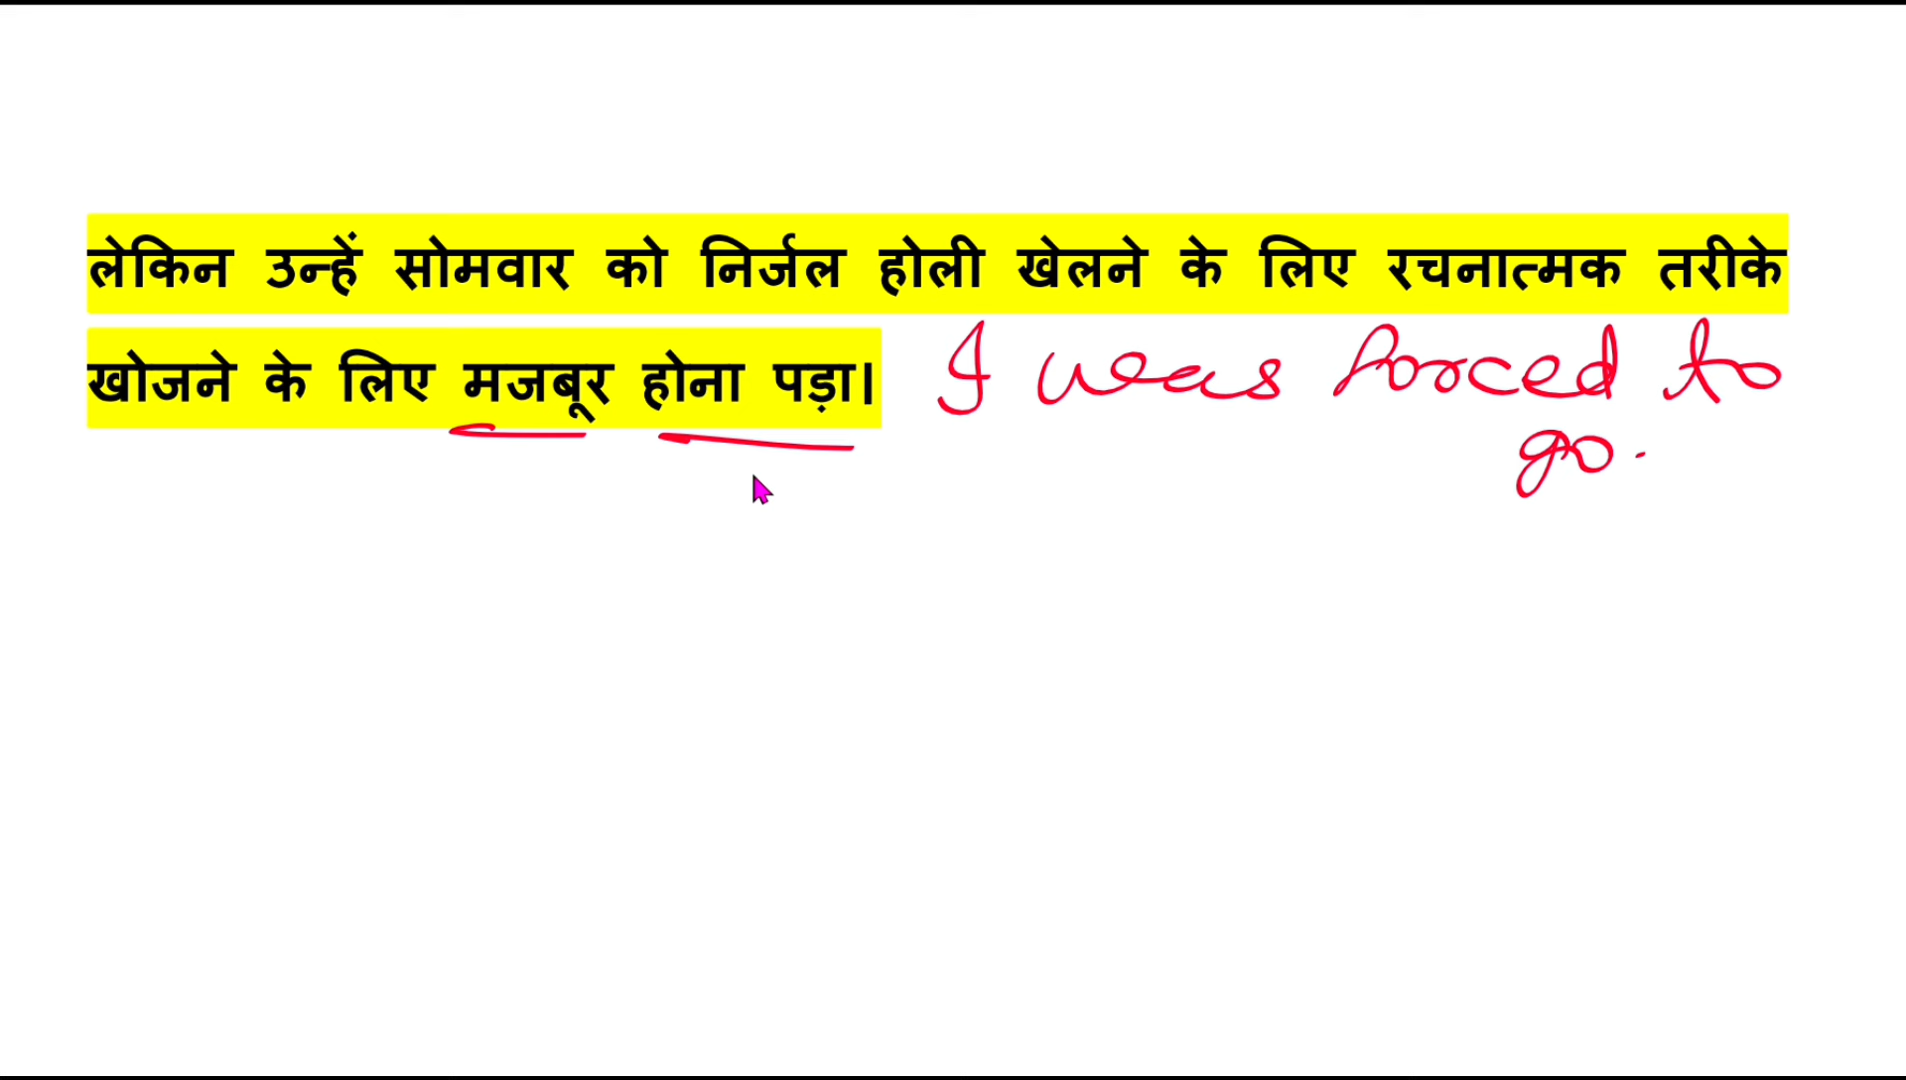 लेकिन उन्हें सोमवार को निर्जल होली खेलने के लिए रचनात्मक तरीके
खोजने के लिए मजबूर होना पड़ा। I was forced to
go.